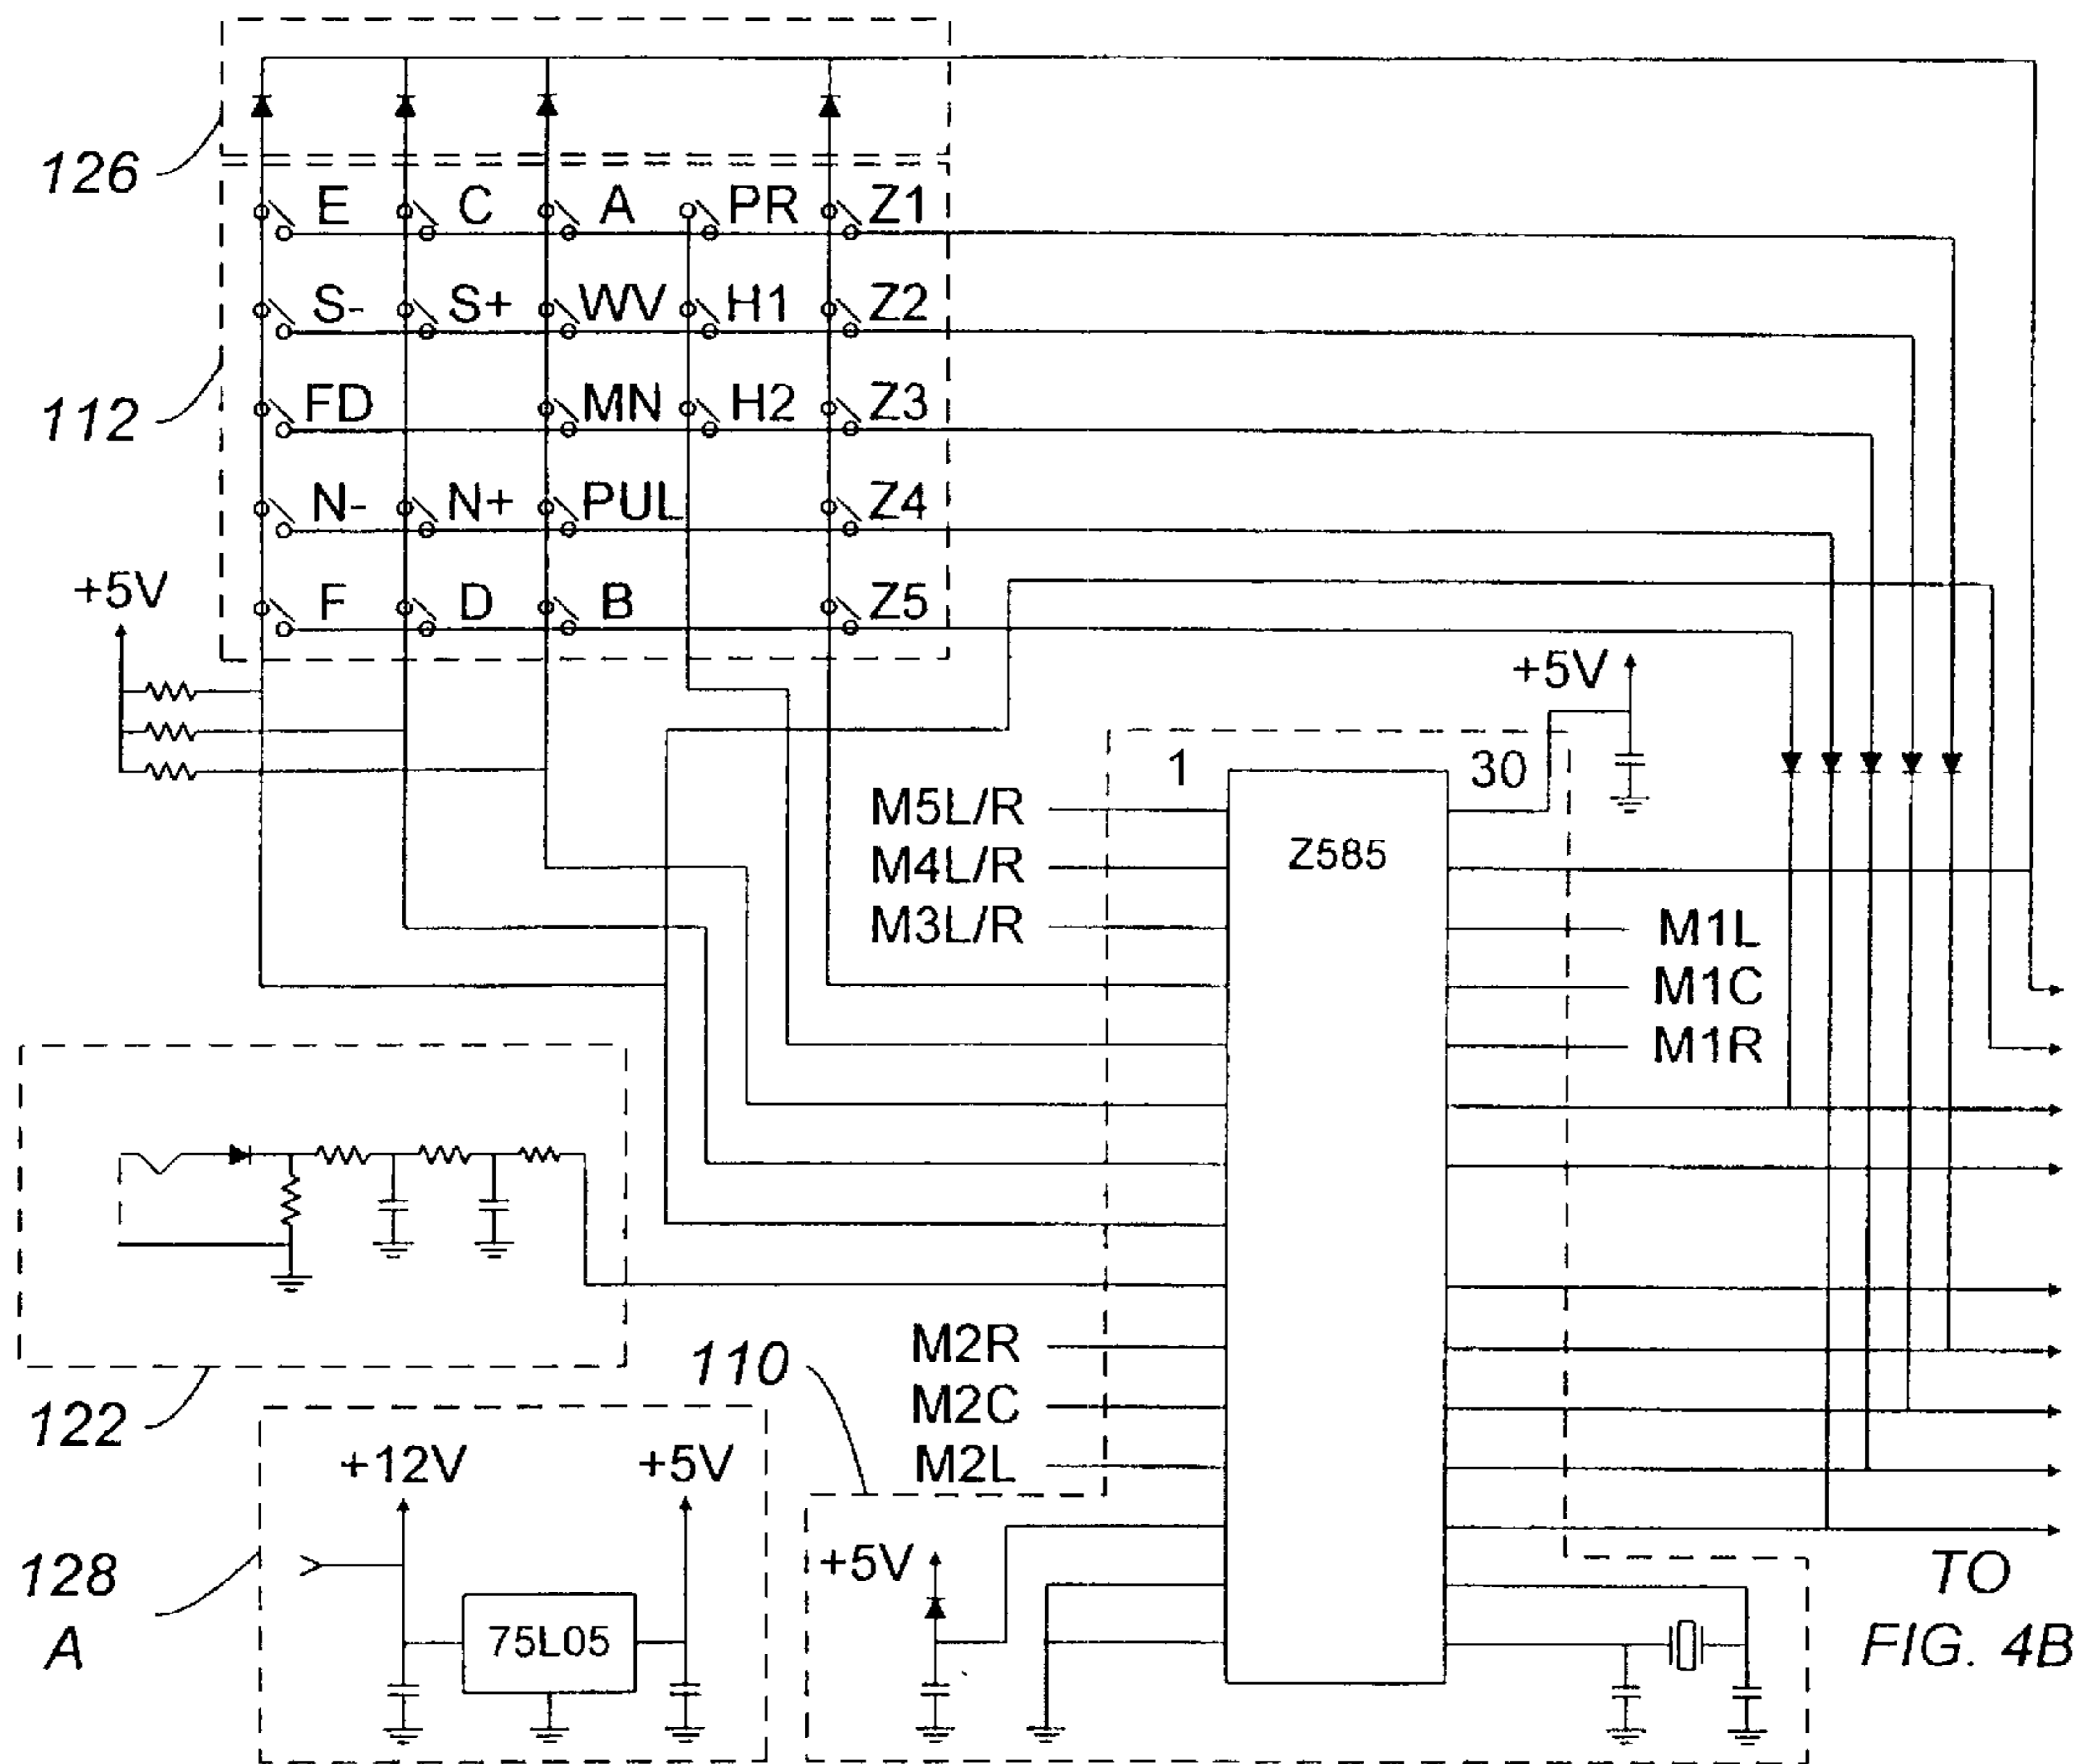 126
E C A PR Z1
S- S+ WV H1 Z2
112
FD MN H2 Z3
N- N+ PUL Z4
+5V
F D B Z5
+5V
1 30
M5L/R
Z585
M4L/R
M3L/R
M1L
M1C
M1R
122
M2R
110
M2C
M2L
+12V +5V
128
A
75L05
+5V
TO
FIG. 4B